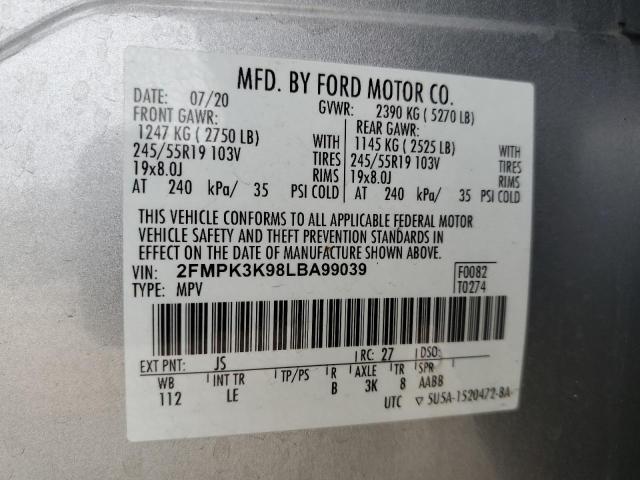 MFD. BY FORD MOTOR CO.
DATE: 07/20 GVWR: 2390 KG ( 5270 LB)
FRONT GAWR: REAR GAWR:
1247 KG ( 2750 LB) WITH 1145 KG ( 2525 LB) WITH
245/55R19 103V TIRES 245/55R19 103V TIRES
19x8.0J RIMS 19x8.0J RIMS
AT 240 kPa/ 35 PSI COLD AT 240 kPa/ 35 PSI COLD
THIS VEHICLE CONFORMS TO ALL APPLICABLE FEDERAL MOTOR
VEHICLE SAFETY AND THEFT PREVENTION STANDARDS IN
EFFECT ON THE DATE OF MANUFACTURE SHOWN ABOVE.
VIN: 2FMPK3K98LBA99039 F0082
TYPE: MPV T0274
EXT PNT: JS RC: 27 DSO:
WB INT TR TP/PS R AXLE TR SPR
112 LE B 3K 8 AABB
UTC ▽ 5U5A-1520472-BA